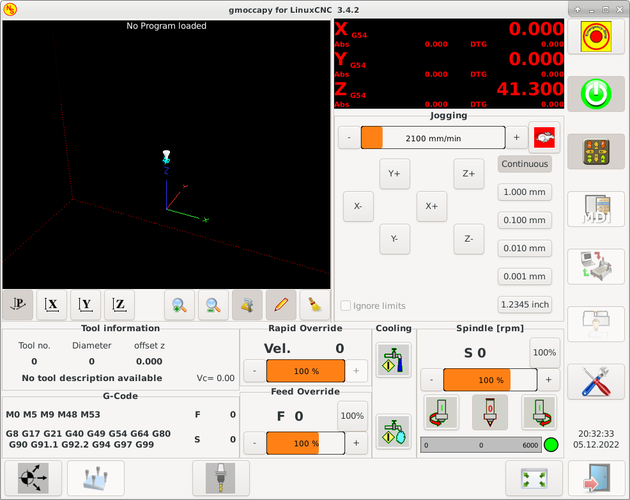 gmoccapy for LinuxCNC 3.4.2
No Program loaded
X G54 0.000
Abs 0.000 DTG 0.000
Y G54 0.000
Abs 0.000 DTG 0.000
Z G54 41.300
Abs 0.000 DTG 0.000
Jogging
- 2100 mm/min +
Continuous
Y+ Z+
1.000 mm
X- X+
0.100 mm
Y- Z-
0.010 mm
0.001 mm
Ignore limits
1.2345 inch
Z
Y
X
P X Y Z
MDI
Tool information
Tool no. Diameter offset z
0 0 0.000
No tool description available Vc= 0.00
G-Code
M0 M5 M9 M48 M53 F 0
G8 G17 G21 G40 G49 G54 G64 G80
G90 G91.1 G92.2 G94 G97 G99
S 0
Rapid Override
Vel. 0
- 100 % +
Feed Override
F 0 100%
- 100 % +
Cooling
Spindle [rpm]
S 0 100%
- 100 % +
0 0 6000
20:32:33
05.12.2022